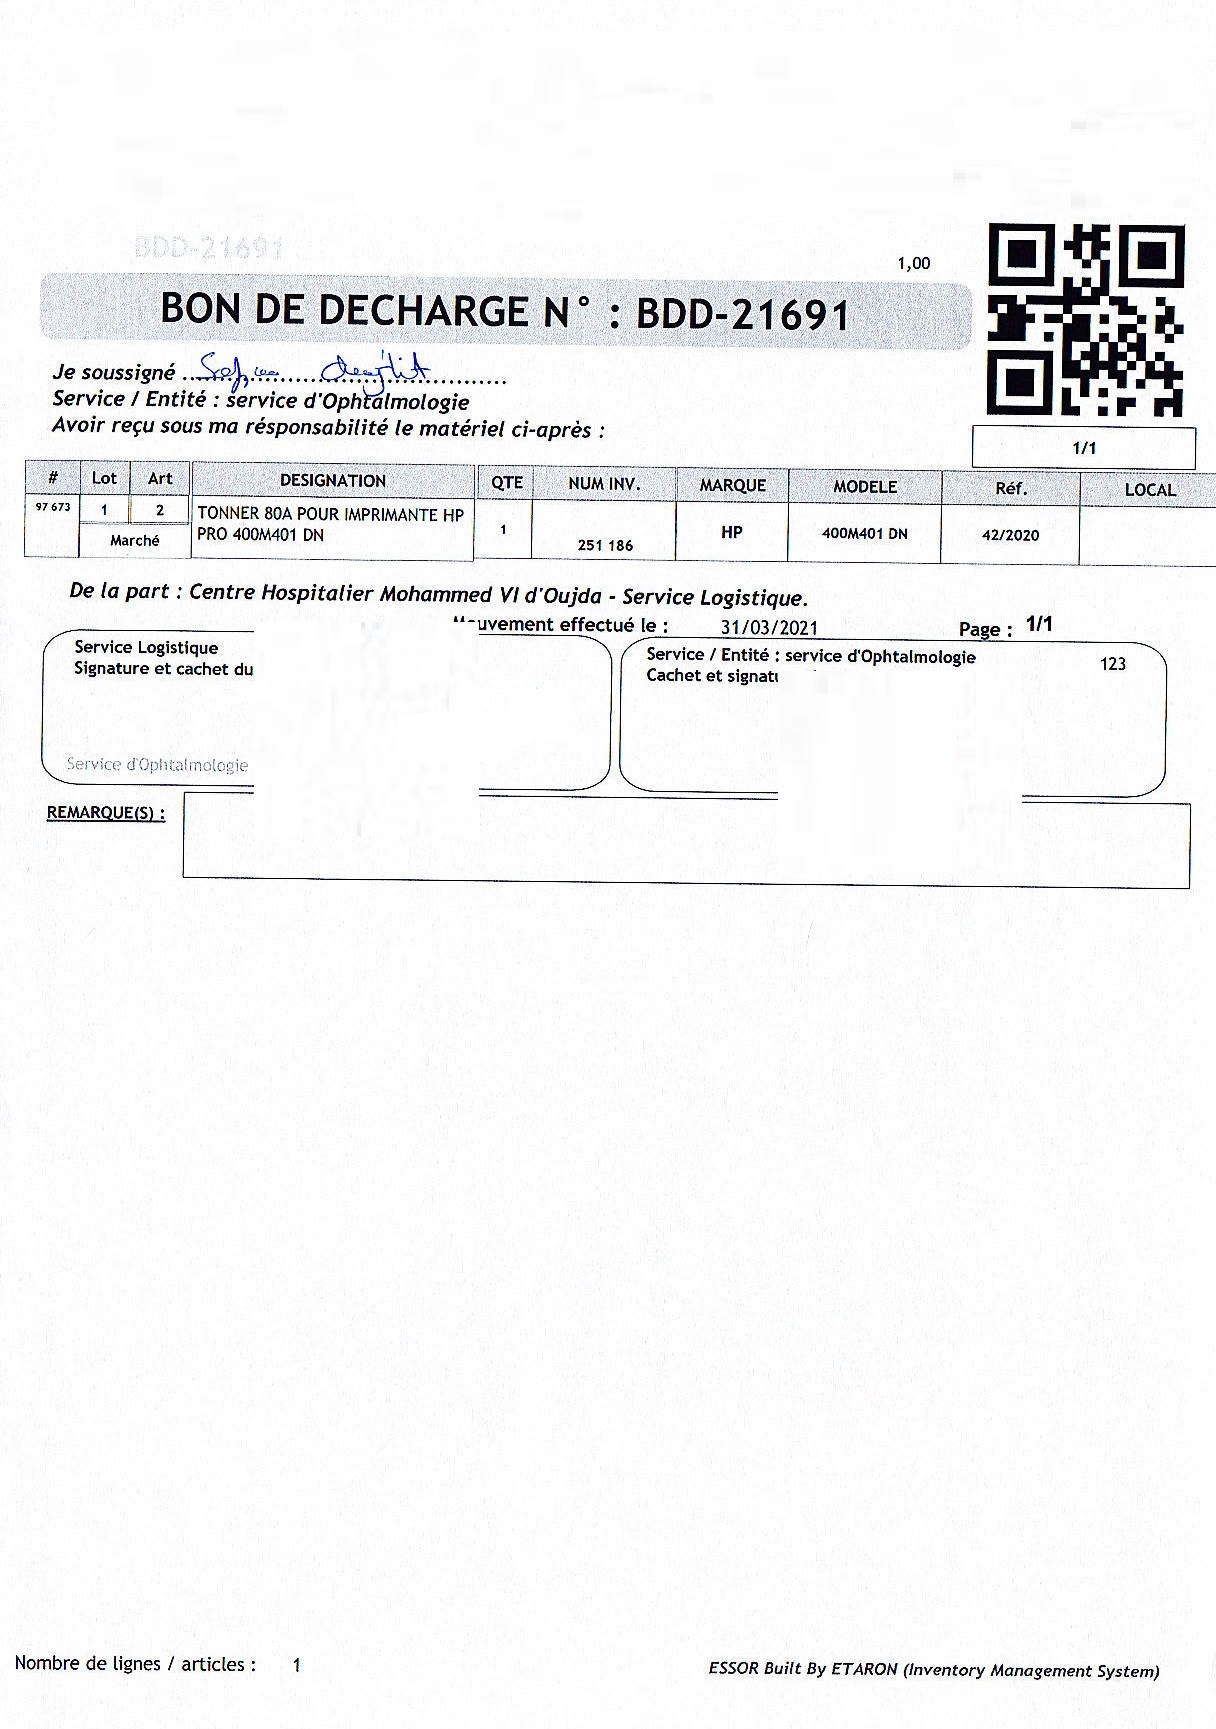 BDD-21691
1,00
BON DE DECHARGE N° : BDD-21691
Je soussigné ..................................................
Service / Entité : service d'Ophtalmologie
Avoir reçu sous ma résponsabilité le matériel ci-après :
1/1
# Lot Art DESIGNATION QTE NUM INV. MARQUE MODELE Réf. LOCAL
97 673 1 2 TONNER 80A POUR IMPRIMANTE HP
PRO 400M401 DN 1 251 186 HP 400M401 DN 42/2020
Marché
De la part : Centre Hospitalier Mohammed VI d'Oujda - Service Logistique.
effectué le : 31/03/2021 Page : 1/1
Service Logistique
Signature et cachet du
Service d'Ophtalmologie
Service / Entité : service d'Ophtalmologie 123
Cachet et
REMARQUE(S) :
Nombre de lignes / articles : 1
ESSOR Built By ETARON (Inventory Management System)